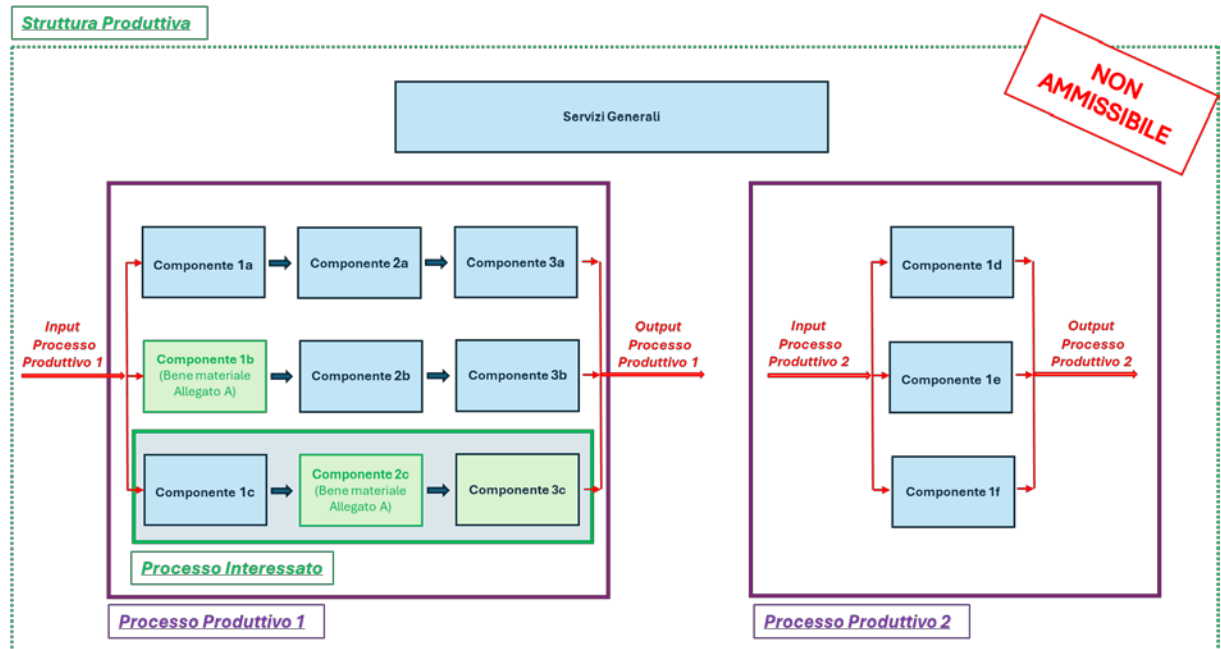 Struttura Produttiva
NON
AMMISSIBILE
Servizi Generali
Componente 1a
Componente 2a
Componente 3a
Componente 1d
Input
Processo
Produttivo 1
Output
Processo
Produttivo 1
Input
Processo
Produttivo 2
Output
Processo
Produttivo 2
Componente 1b
(Bene materiale
Allegato A)
Componente 2b
Componente 3b
Componente 1e
Componente 1c
Componente 2c
(Bene materiale
Allegato A)
Componente 3c
Componente 1f
Processo Interessato
Processo Produttivo 1
Processo Produttivo 2